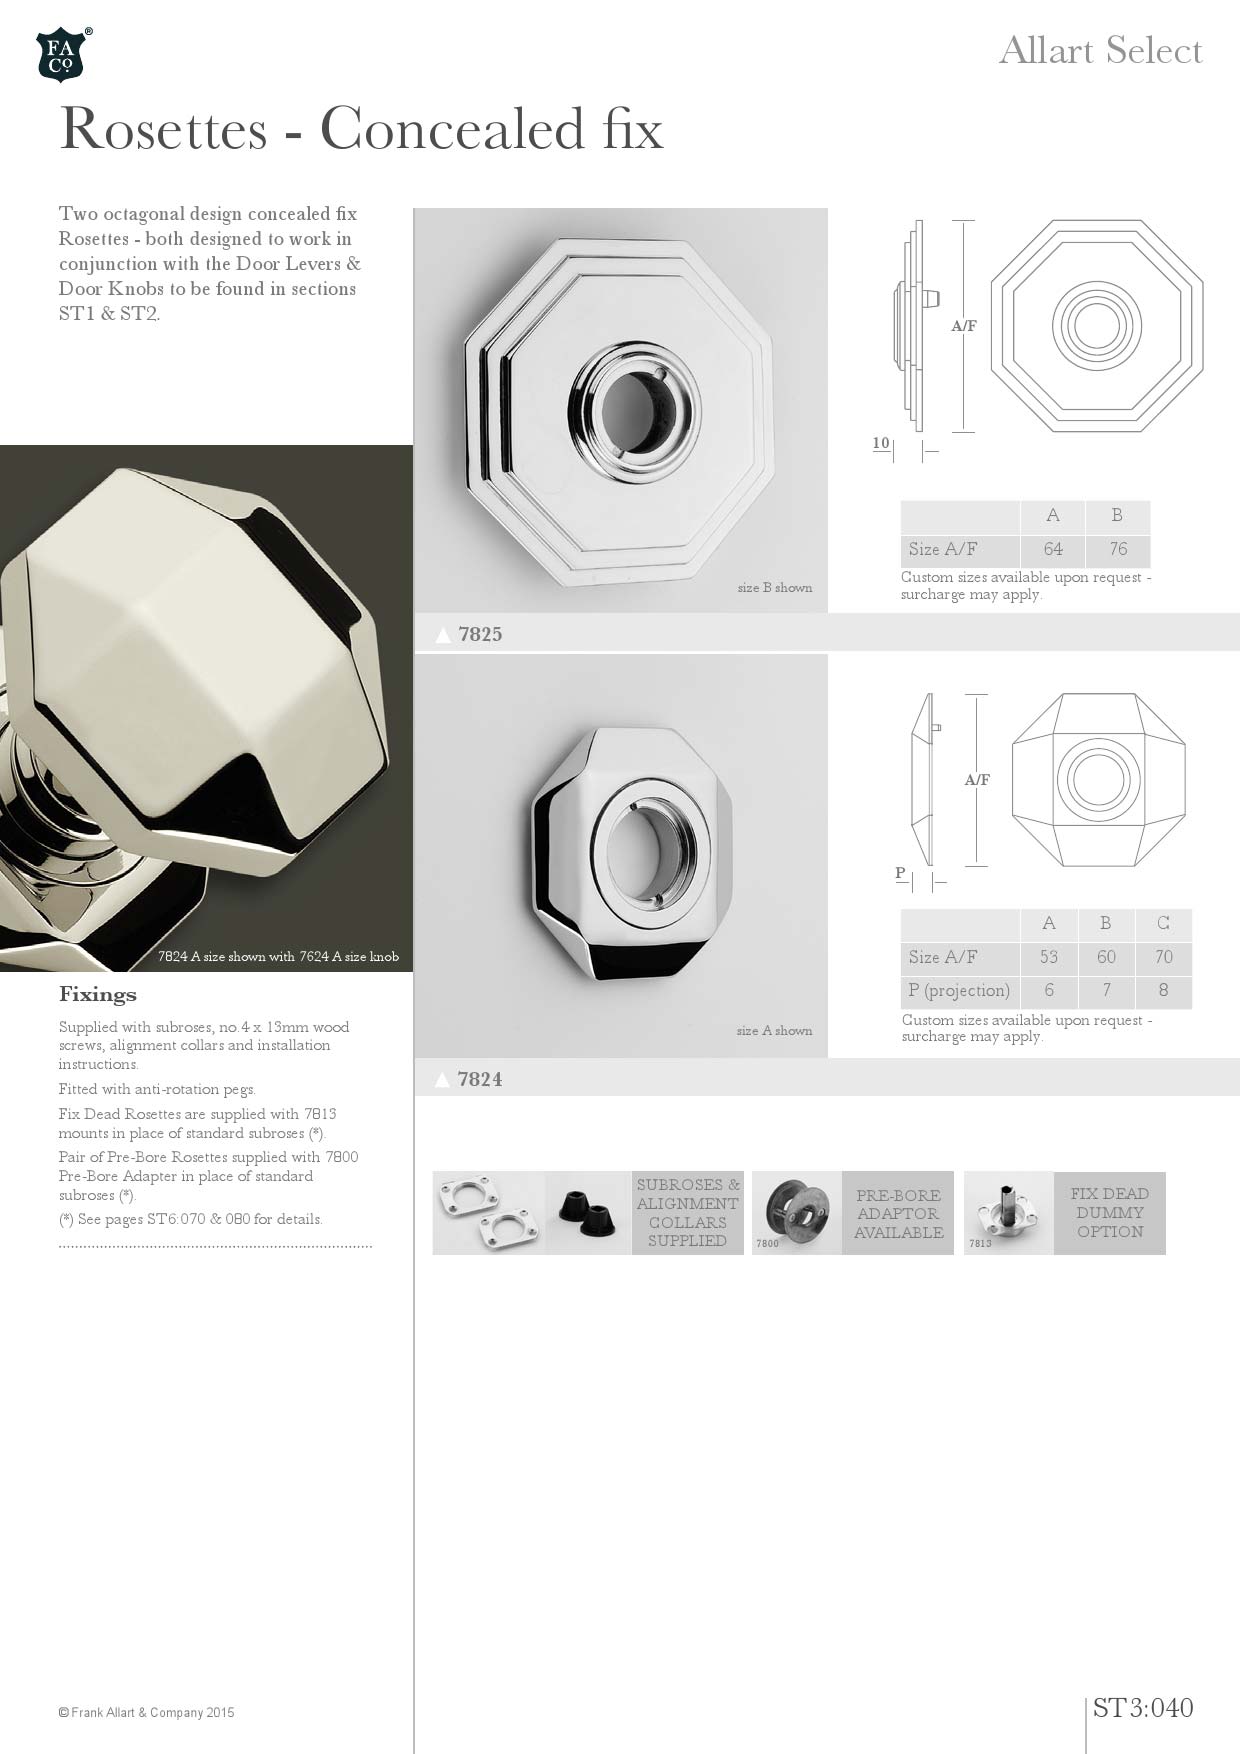 FA
Co.
®
Allart Select
Rosettes - Concealed fix
Two octagonal design concealed fix
Rosettes - both designed to work in
conjunction with the Door Levers &
Door Knobs to be found in sections
ST1 & ST2.
size B shown
A/F
10
A B
Size A/F 64 76
Custom sizes available upon request -
surcharge may apply.
7825
7824 A size shown with 7624 A size knob
size A shown
A/F
P
A B C
Size A/F 53 60 70
P (projection) 6 7 8
Custom sizes available upon request -
surcharge may apply.
7824
Fixings
Supplied with subroses, no.4 x 13mm wood
screws, alignment collars and installation
instructions.
Fitted with anti-rotation pegs.
Fix Dead Rosettes are supplied with 7813
mounts in place of standard subroses (*).
Pair of Pre-Bore Rosettes supplied with 7800
Pre-Bore Adapter in place of standard
subroses (*).
(*) See pages ST6:070 & 080 for details.
SUBROSES &
ALIGNMENT
COLLARS
SUPPLIED
7800
PRE-BORE
ADAPTOR
AVAILABLE
7813
FIX DEAD
DUMMY
OPTION
© Frank Allart & Company 2015
ST3:040